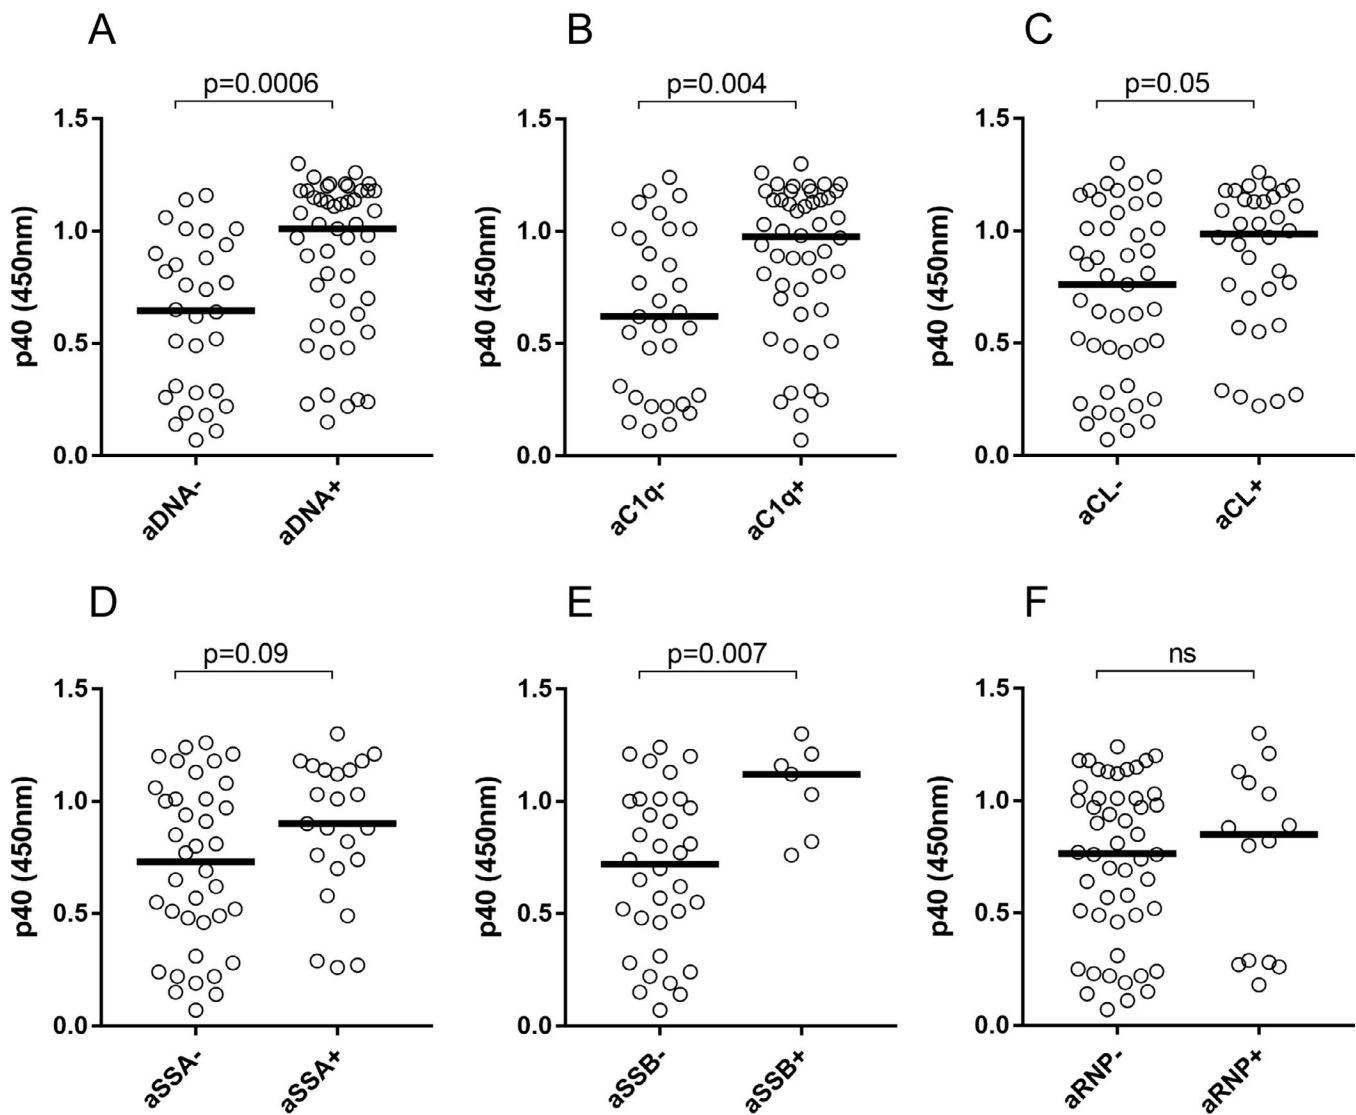 A
p=0.0006
p40 (450nm)
1.5
1.0
0.5
0.0
aDNA-
aDNA+
B
p=0.004
p40 (450nm)
1.5
1.0
0.5
0.0
aC1q-
aC1q+
C
p=0.05
p40 (450nm)
1.5
1.0
0.5
0.0
aCL-
aCL+
D
p=0.09
p40 (450nm)
1.5
1.0
0.5
0.0
aSSA-
aSSA+
E
p=0.007
p40 (450nm)
1.5
1.0
0.5
0.0
aSSB-
aSSB+
F
ns
p40 (450nm)
1.5
1.0
0.5
0.0
aRNP-
aRNP+